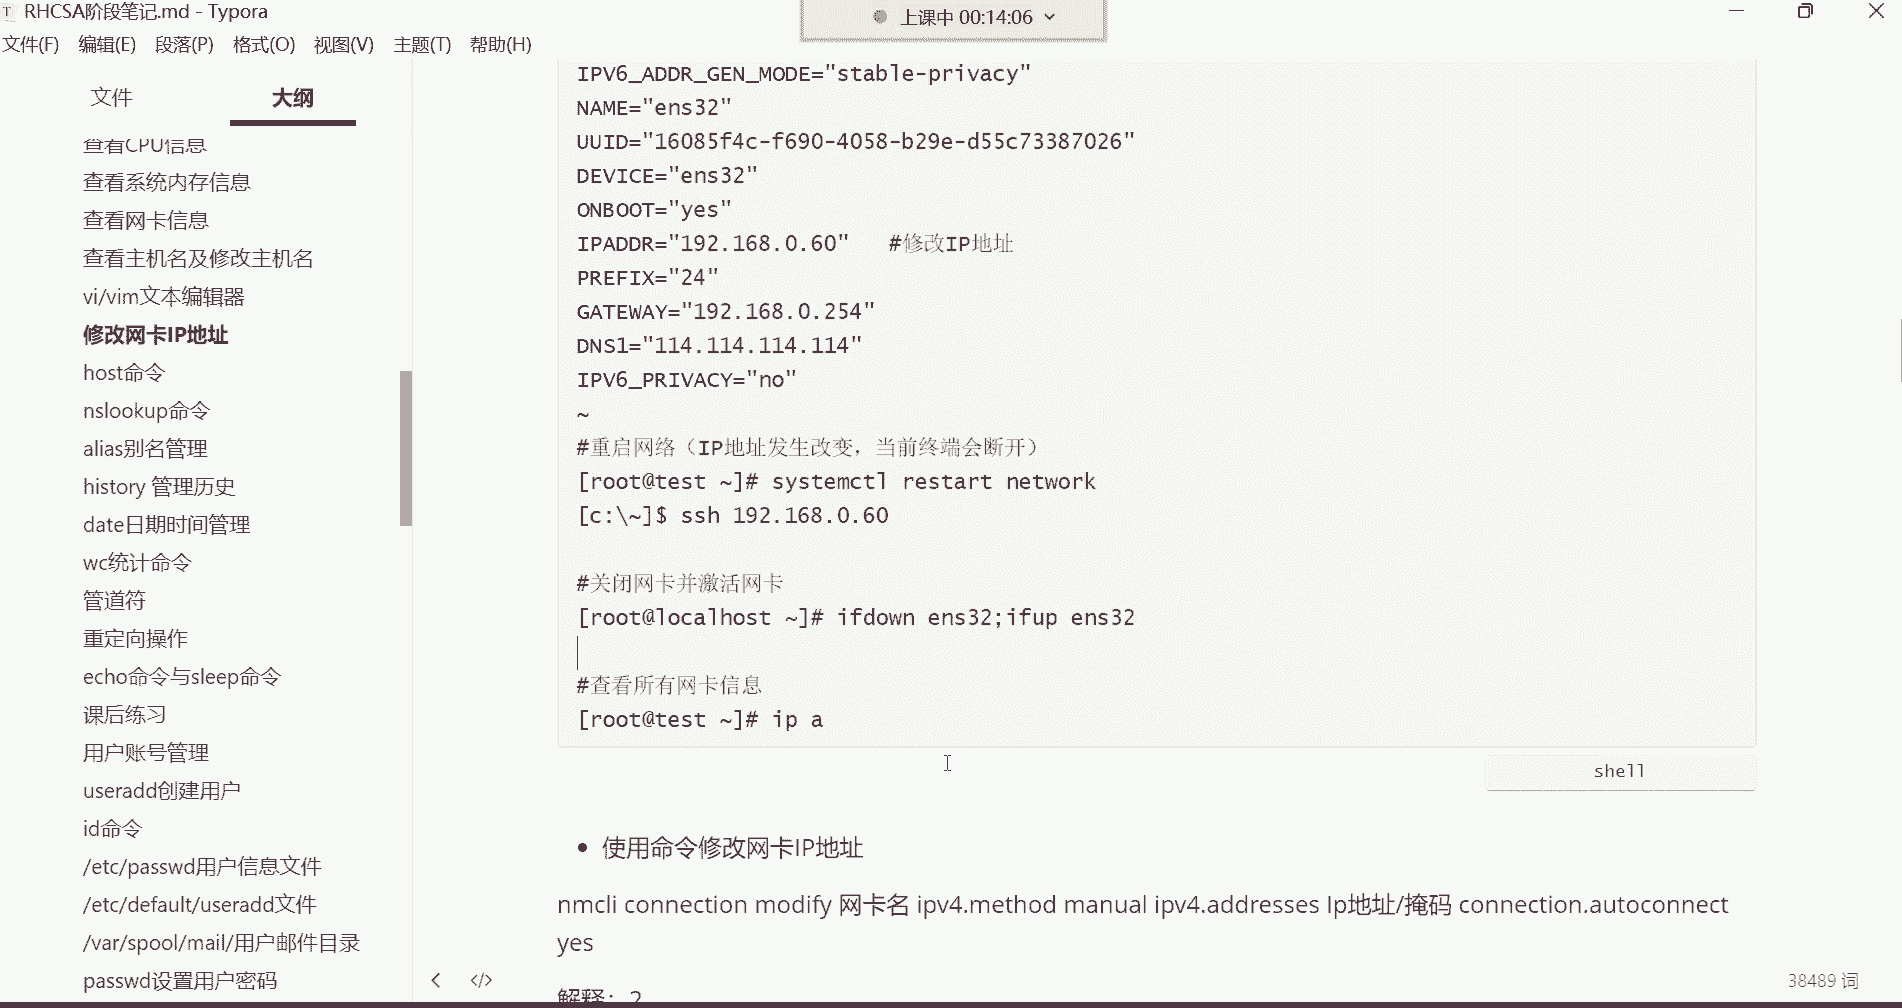 RHCSA阶段笔记.md - Typora
上课中 00:14:06
文件(F) 编辑(E) 段落(P) 格式(O) 视图(V) 主题(T) 帮助(H)
文件 大纲
查看CPU信息
查看系统内存信息
查看网卡信息
查看主机名及修改主机名
vi/vim文本编辑器
修改网卡IP地址
host命令
nslookup命令
alias别名管理
history 管理历史
date日期时间管理
wc统计命令
管道符
重定向操作
echo命令与sleep命令
课后练习
用户账号管理
useradd创建用户
id命令
/etc/passwd用户信息文件
/etc/default/useradd文件
/var/spool/mail/用户邮件目录
passwd设置用户密码
IPV6_ADDR_GEN_MODE="stable-privacy"
NAME="ens32"
UUID="16085f4c-f690-4058-b29e-d55c73387026"
DEVICE="ens32"
ONBOOT="yes"
IPADDR="192.168.0.60" #修改IP地址
PREFIX="24"
GATEWAY="192.168.0.254"
DNS1="114.114.114.114"
IPV6_PRIVACY="no"
~
#重启网络（IP地址发生改变，当前终端会断开）
[root@test ~]# systemctl restart network
[c:\~]$ ssh 192.168.0.60
#关闭网卡并激活网卡
[root@localhost ~]# ifdown ens32;ifup ens32
#查看所有网卡信息
[root@test ~]# ip a
shell
• 使用命令修改网卡IP地址
nmcli connection modify 网卡名 ipv4.method manual ipv4.addresses Ip地址/掩码 connection.autoconnect
yes
解释：2
38489 词